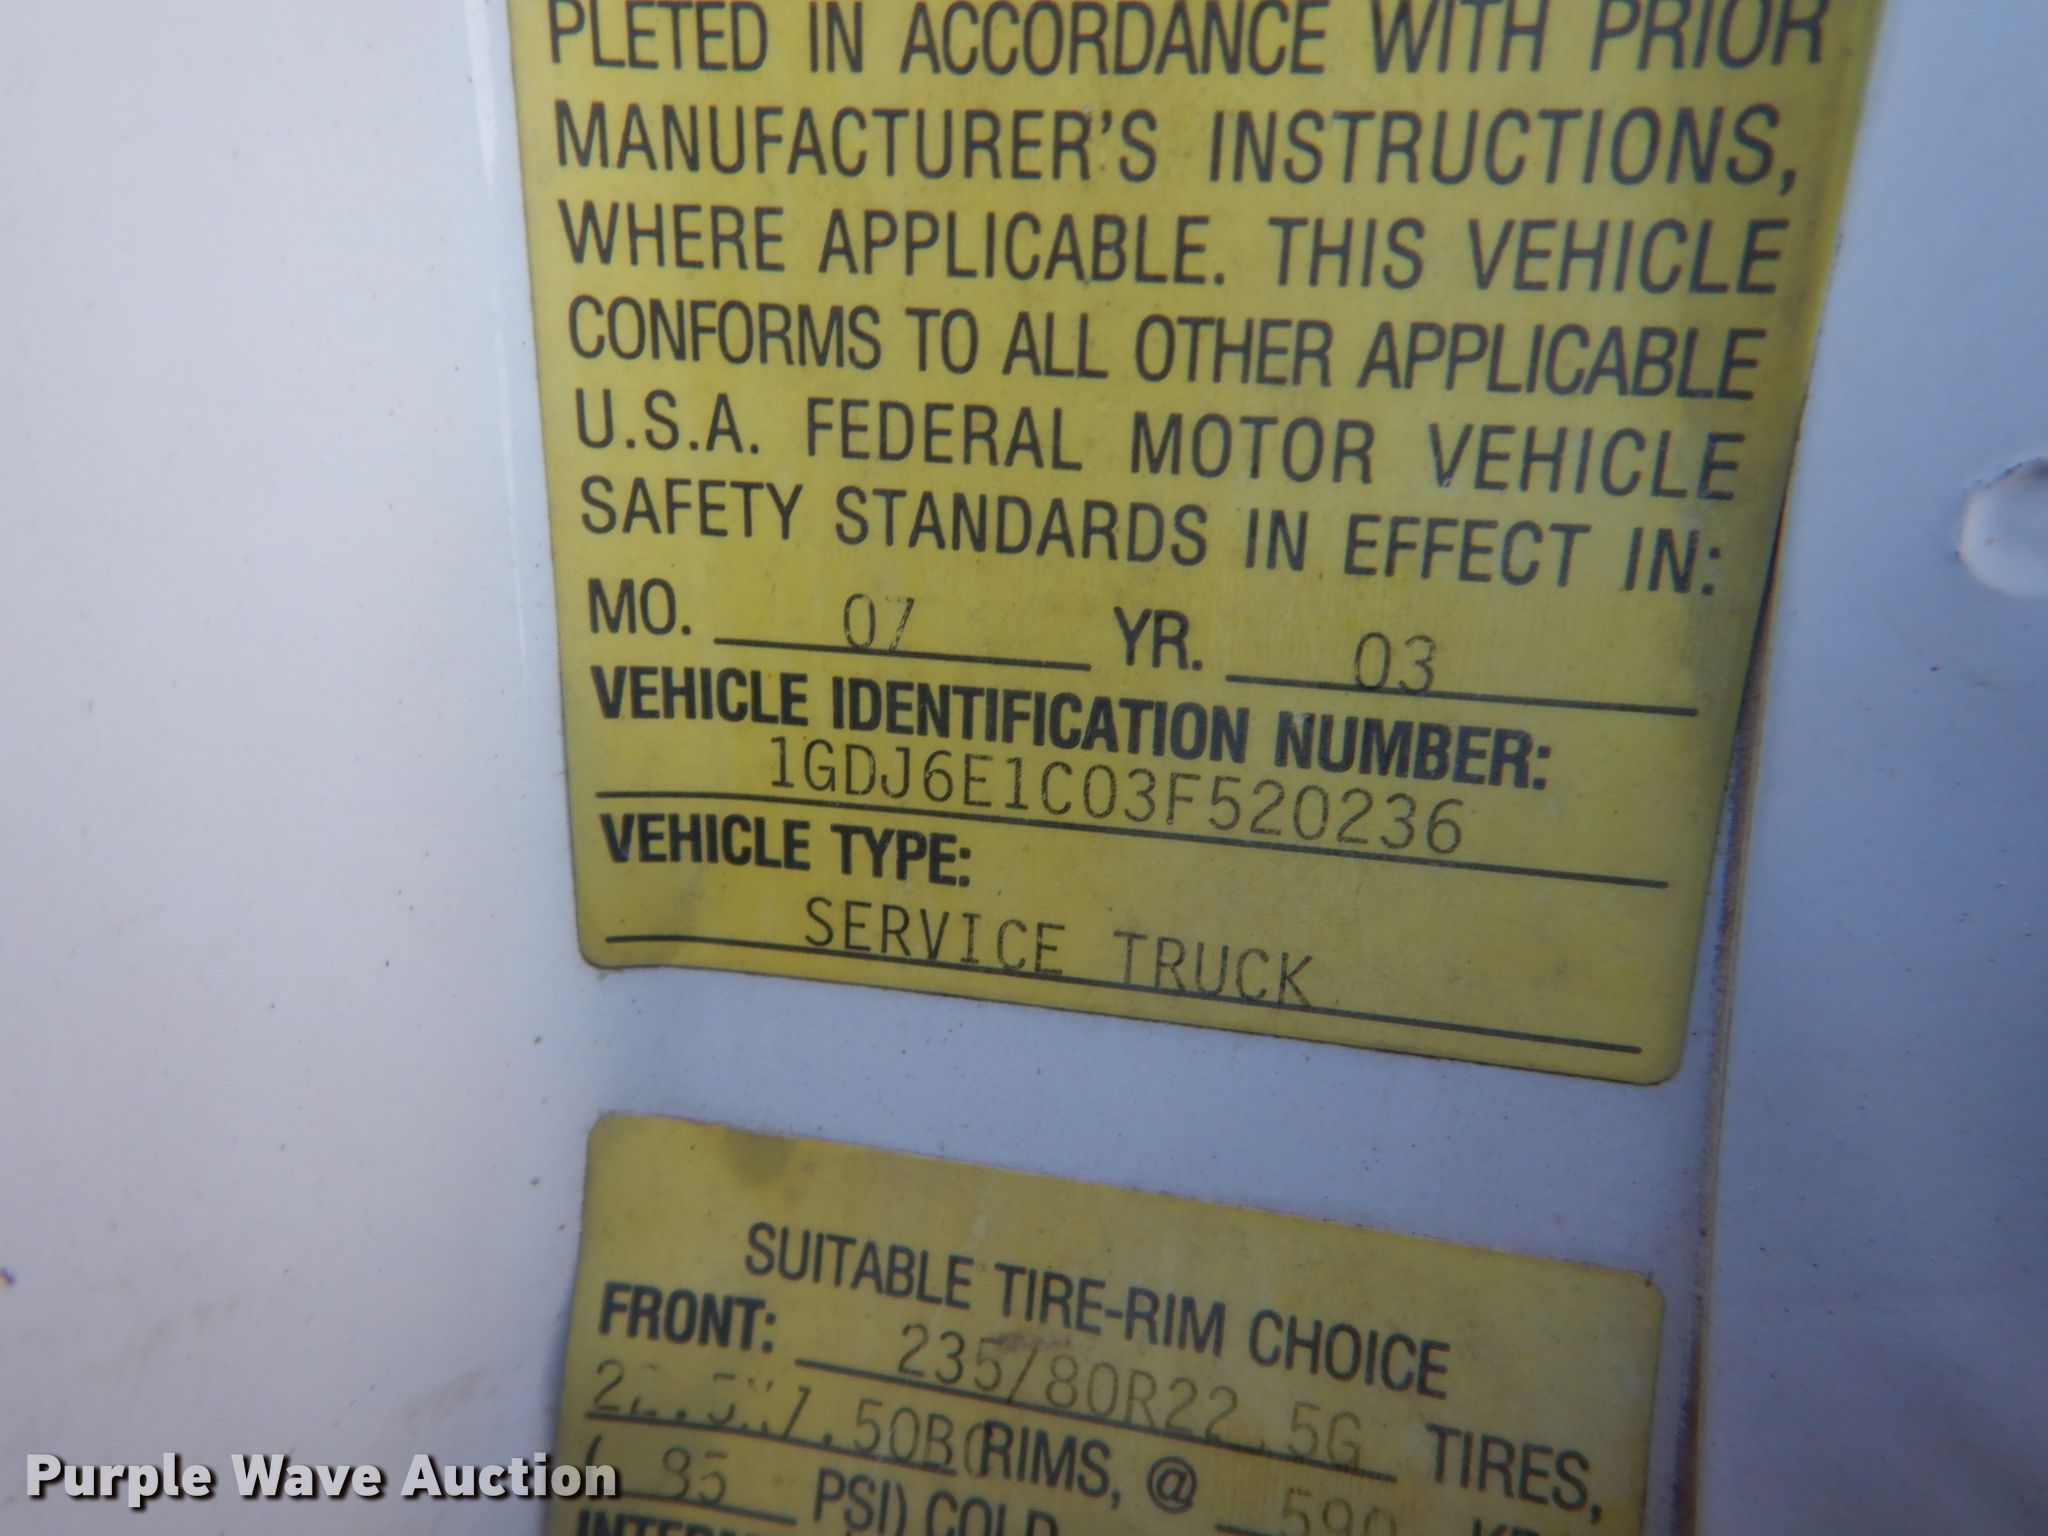 PLETED IN ACCORDANCE WITH PRIOR
MANUFACTURER'S INSTRUCTIONS,
WHERE APPLICABLE. THIS VEHICLE
CONFORMS TO ALL OTHER APPLICABLE
U.S.A. FEDERAL MOTOR VEHICLE
SAFETY STANDARDS IN EFFECT IN:
MO. 07 YR. 03
VEHICLE IDENTIFICATION NUMBER:
1GDJ6E1C03F520236
VEHICLE TYPE:
SERVICE TRUCK
SUITABLE TIRE-RIM CHOICE
FRONT: 235/80R22.5G TIRES,
RIMS, @
PSI) COLD
Purple Wave Auction